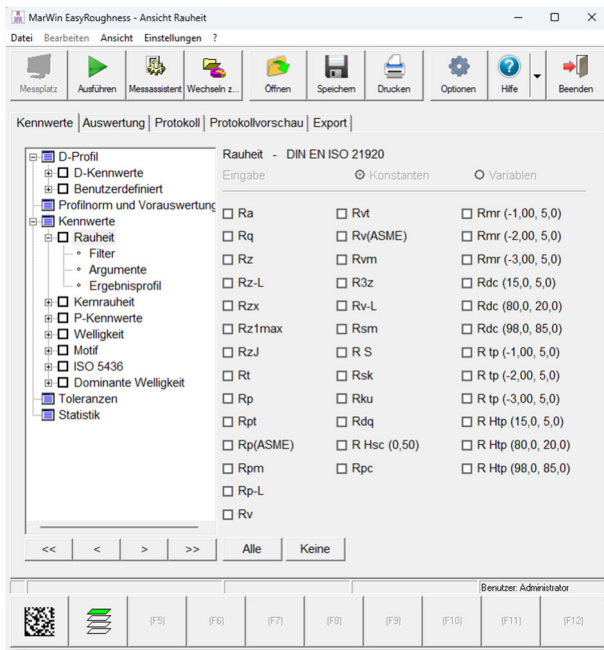 MarWin EasyRoughness - Ansicht Rauheit
Datei Bearbeiten Ansicht Einstellungen ?
Messplatz Ausführen Messassistent Wechseln z... Öffnen Speichern Drucken Optionen Hilfe Beenden
Kennwerte Auswertung Protokoll Protokollvorschau Export
D-Profil
D-Kennwerte
Benutzerdefiniert
Profilnorm und Vorauswertung
Kennwerte
Rauheit
Filter
Argumente
Ergebnisprofil
Kernrauheit
P-Kennwerte
Welligkeit
Motif
ISO 5436
Dominante Welligkeit
Toleranzen
Statistik
Rauheit - DIN EN ISO 21920
Eingabe Konstanten Variablen
Ra Rvt Rmr (-1,00, 5,0)
Rq Rv(ASME) Rmr (-2,00, 5,0)
Rz Rvm Rmr (-3,00, 5,0)
Rz-L R3z Rdc (15,0, 5,0)
Rzx Rv-L Rdc (80,0, 20,0)
Rz1max Rsm Rdc (98,0, 85,0)
RzJ R S R tp (-1,00, 5,0)
Rt Rsk R tp (-2,00, 5,0)
Rp Rku R tp (-3,00, 5,0)
Rpt Rdq R Htp (15,0, 5,0)
Rp(ASME) R Hsc (0,50) R Htp (80,0, 20,0)
Rpm Rpc R Htp (98,0, 85,0)
Rp-L
Rv
<< < > >> Alle Keine
Benutzer: Administrator
(F5) (F6) (F7) (F8) (F9) (F10) (F11) (F12)